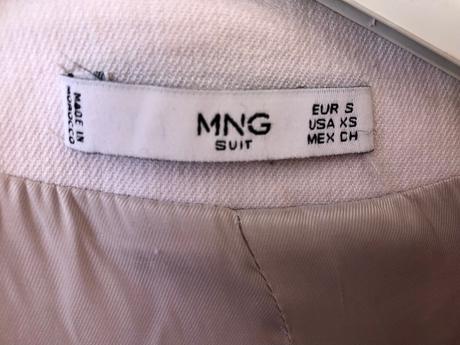 MADE IN
MOROCCO
MNG
SUIT
EUR S
USA XS
MEX CH